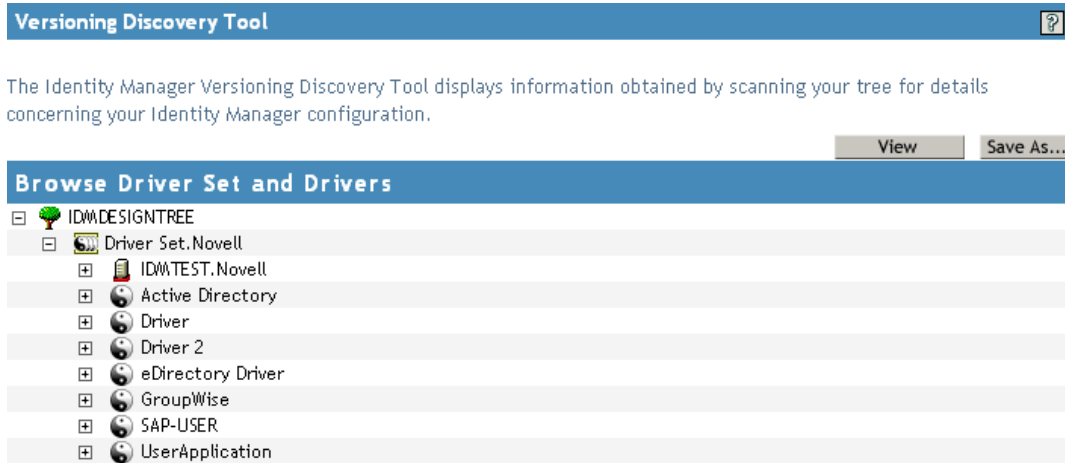 Versioning Discovery Tool
?
The Identity Manager Versioning Discovery Tool displays information obtained by scanning your tree for details
concerning your Identity Manager configuration.
View Save As...
Browse Driver Set and Drivers
IDMDESIGNTREE
Driver Set.Novell
IDMTEST.Novell
Active Directory
Driver
Driver 2
eDirectory Driver
GroupWise
SAP-USER
UserApplication